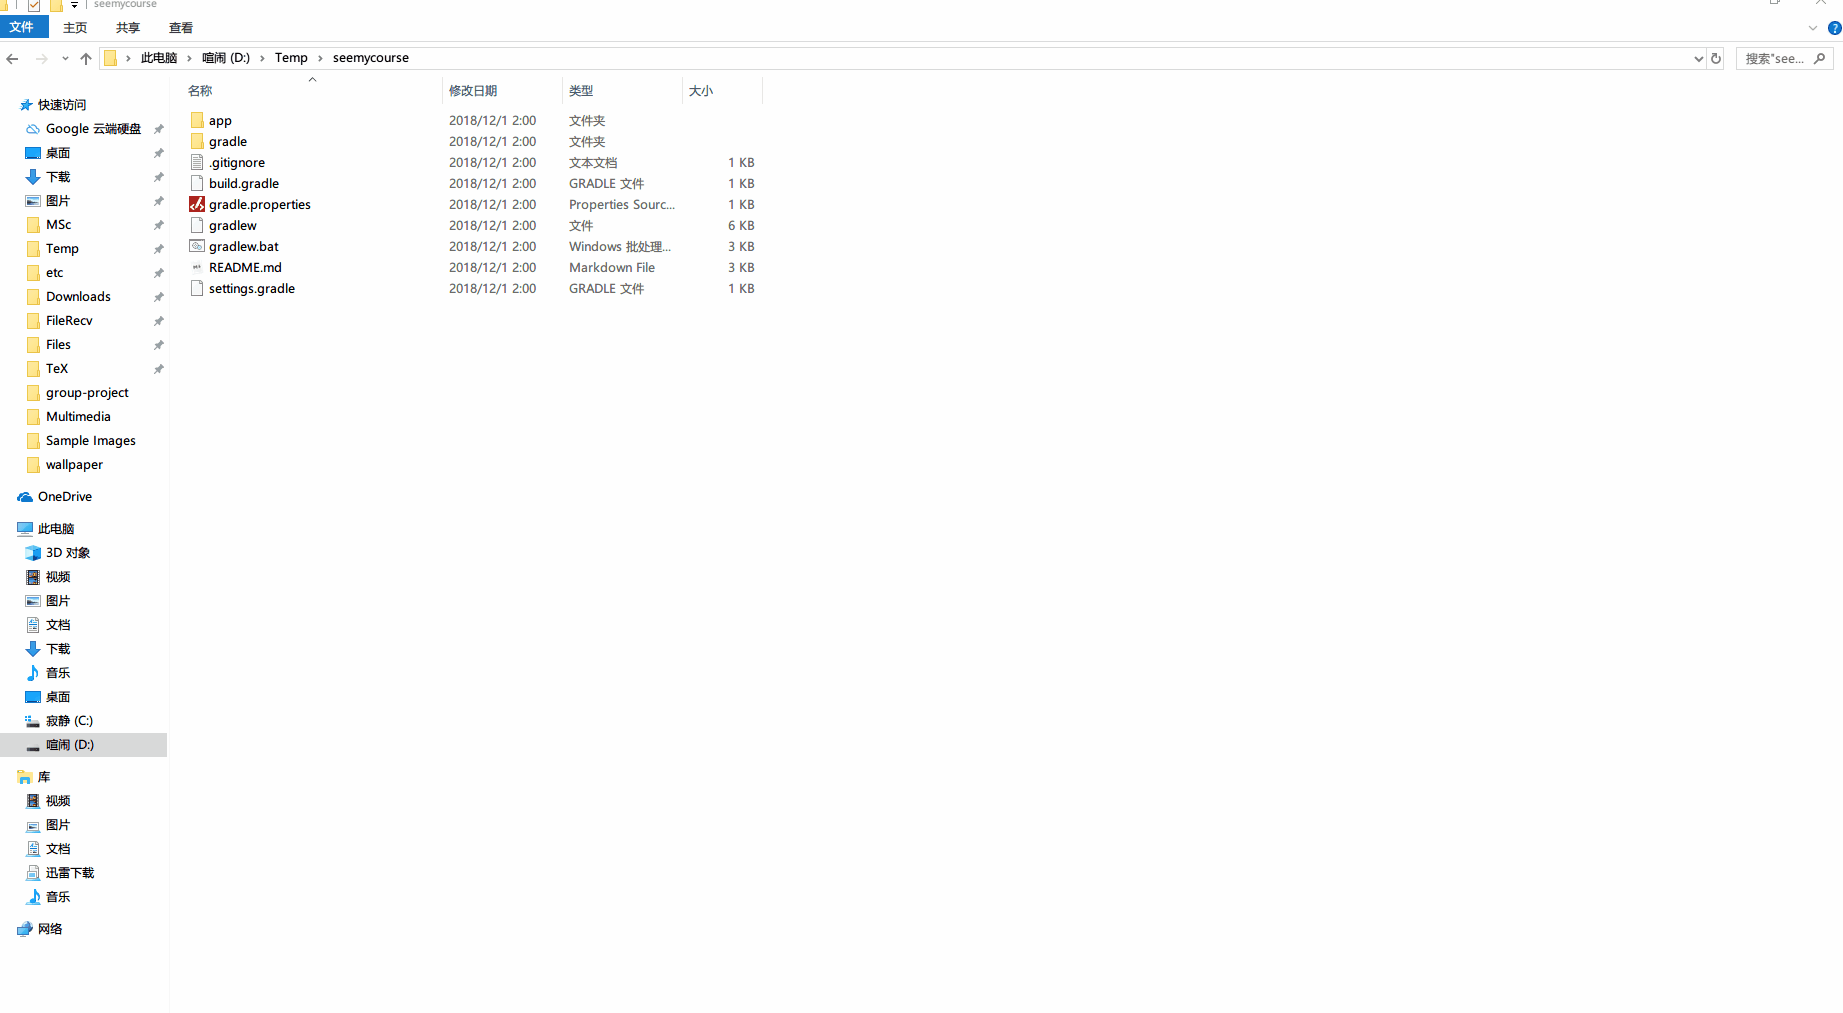 seemycourse
文件 主页 共享 查看
此电脑 › 喧闹 (D:) › Temp › seemycourse
搜索"see...
名称 修改日期 类型 大小
app 2018/12/1 2:00 文件夹
gradle 2018/12/1 2:00 文件夹
.gitignore 2018/12/1 2:00 文本文档 1 KB
build.gradle 2018/12/1 2:00 GRADLE 文件 1 KB
gradle.properties 2018/12/1 2:00 Properties Sourc... 1 KB
gradlew 2018/12/1 2:00 文件 6 KB
gradlew.bat 2018/12/1 2:00 Windows 批处理... 3 KB
README.md 2018/12/1 2:00 Markdown File 3 KB
settings.gradle 2018/12/1 2:00 GRADLE 文件 1 KB
快速访问
Google 云端硬盘
桌面
下载
图片
MSc
Temp
etc
Downloads
FileRecv
Files
TeX
group-project
Multimedia
Sample Images
wallpaper
OneDrive
此电脑
3D 对象
视频
图片
文档
下载
音乐
桌面
寂静 (C:)
喧闹 (D:)
库
视频
图片
文档
迅雷下载
音乐
网络